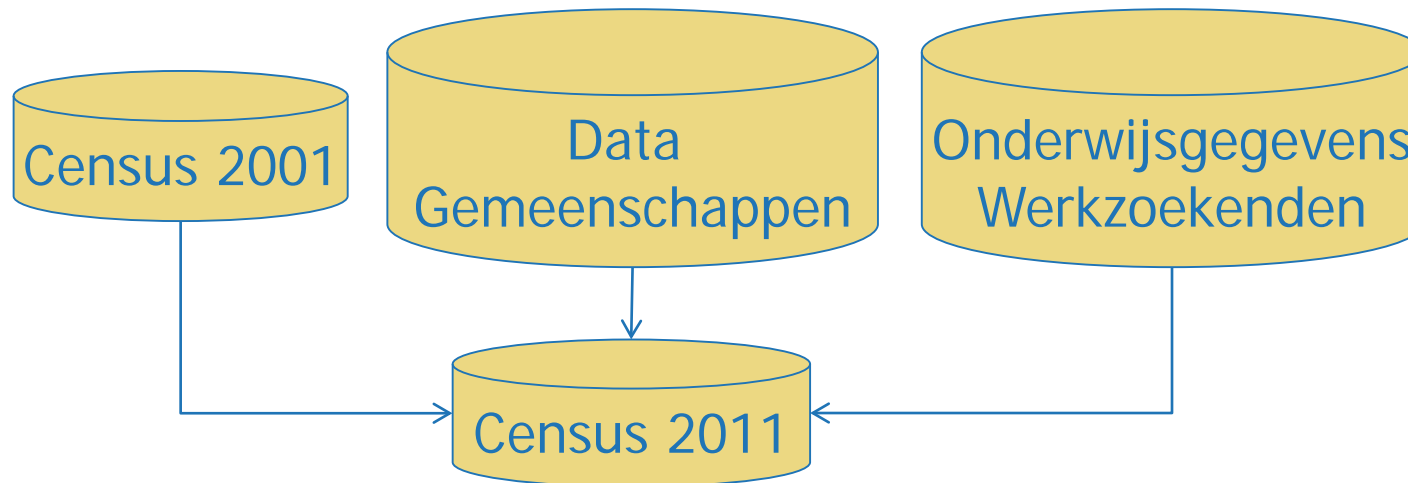 Census 2001
Data
Gemeenschappen
Onderwijsgegevens
Werkzoekenden
Census 2011